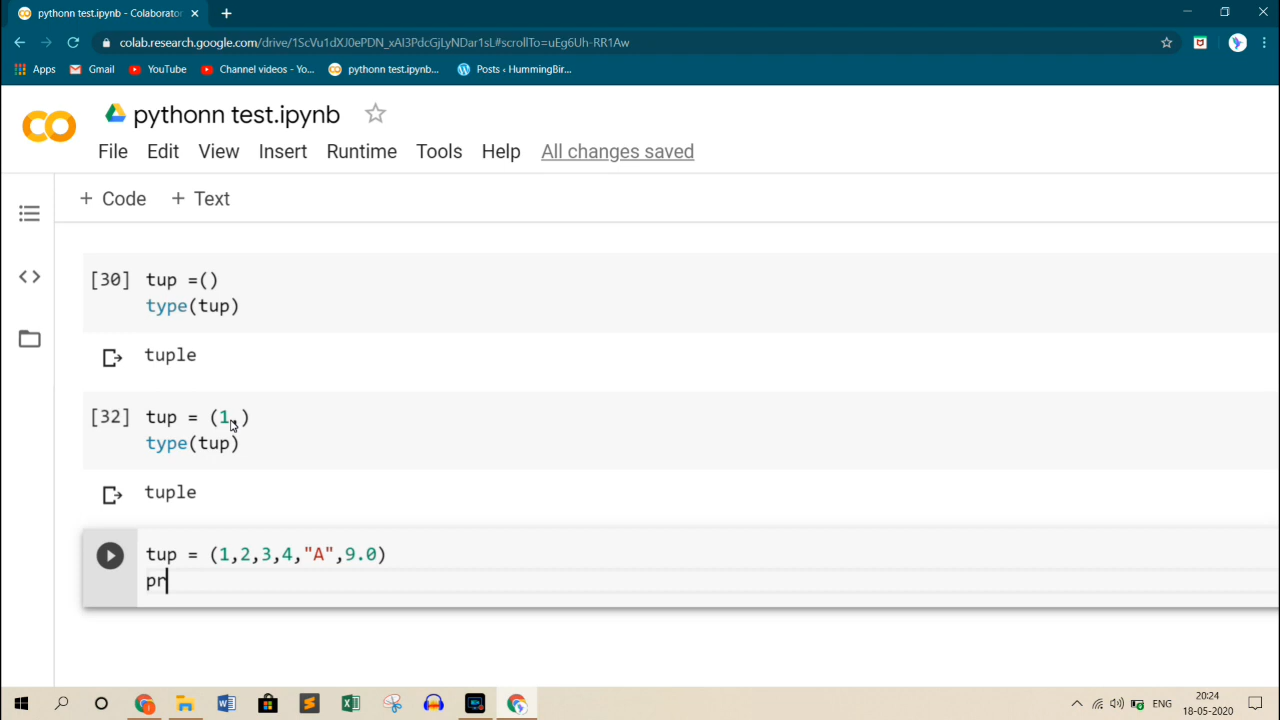 pythonn test.ipynb - Colaborator
colab.research.google.com/drive/1ScVu1dXJ0ePDN_xAI3PdcGjLyNDar1sL#scrollTo=uEg6Uh-RR1Aw
Apps Gmail YouTube Channel videos - Yo... pythonn test.ipynb... Posts ‹ HummingBir...
pythonn test.ipynb
File Edit View Insert Runtime Tools Help All changes saved
+ Code + Text
[30] tup =()
type(tup)
tuple
[32] tup = (1,)
type(tup)
tuple
tup = (1,2,3,4,"A",9.0)
pr
ENG 20:24
18-05-2020